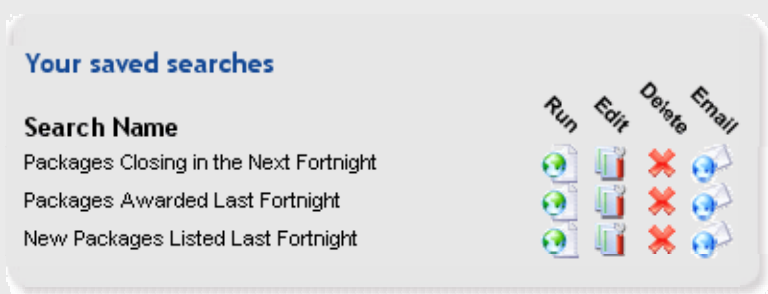 Your saved searches
Run Edit Delete Email
Search Name
Packages Closing in the Next Fortnight
Packages Awarded Last Fortnight
New Packages Listed Last Fortnight